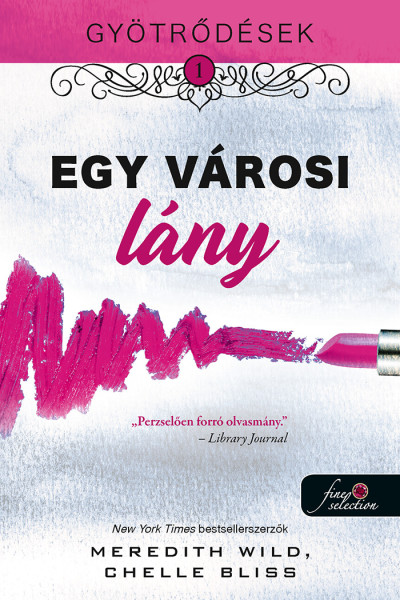 GYÖTRŐDÉSEK
1
EGY VÁROSI
lány
„Perzselően forró olvasmány.”
– Library Journal
fine
selection
New York Times bestsellerszerzők
MEREDITH WILD,
CHELLE BLISS